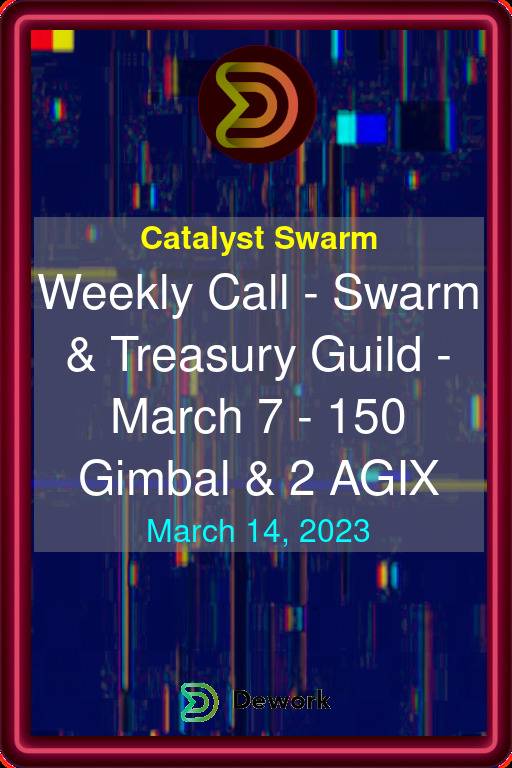 Catalyst Swarm
Weekly Call - Swarm
& Treasury Guild -
March 7 - 150
Gimbal & 2 AGIX
March 14, 2023
Dework